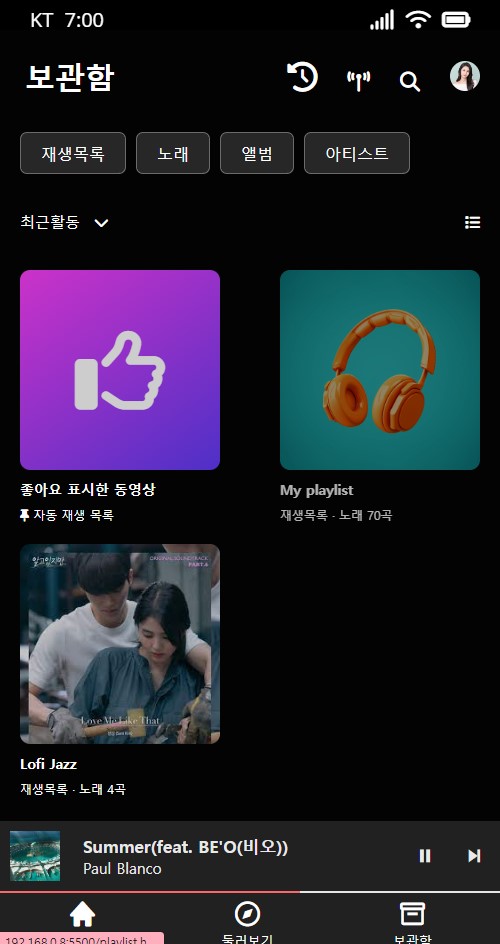 KT 7:00
보관함
재생목록 노래 앨범 아티스트
최근활동
좋아요 표시한 동영상
자동 재생 목록
My playlist
재생목록 · 노래 70곡
알고있지만
ORIGINAL SOUNDTRACK
PART.4
Love Me Like That
Lofi Jazz
재생목록 · 노래 4곡
Summer(feat. BE'O(비오))
Paul Blanco
둘러보기 보관함
192.168.0.8:5500/playlist.h